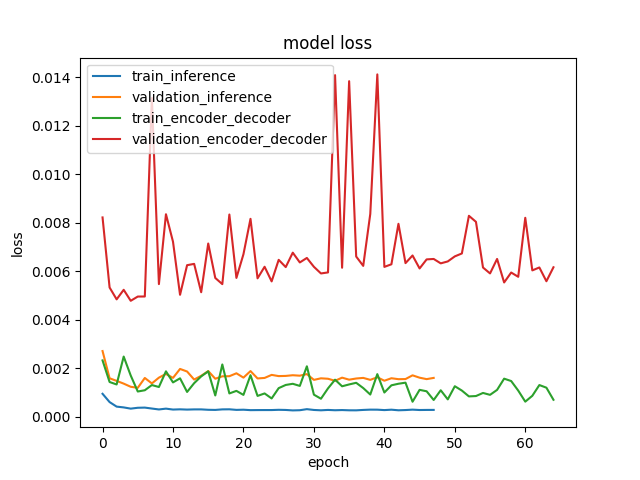 model loss
train_inference
validation_inference
train_encoder_decoder
validation_encoder_decoder
loss
0.014
0.012
0.010
0.008
0.006
0.004
0.002
0.000
0 10 20 30 40 50 60
epoch